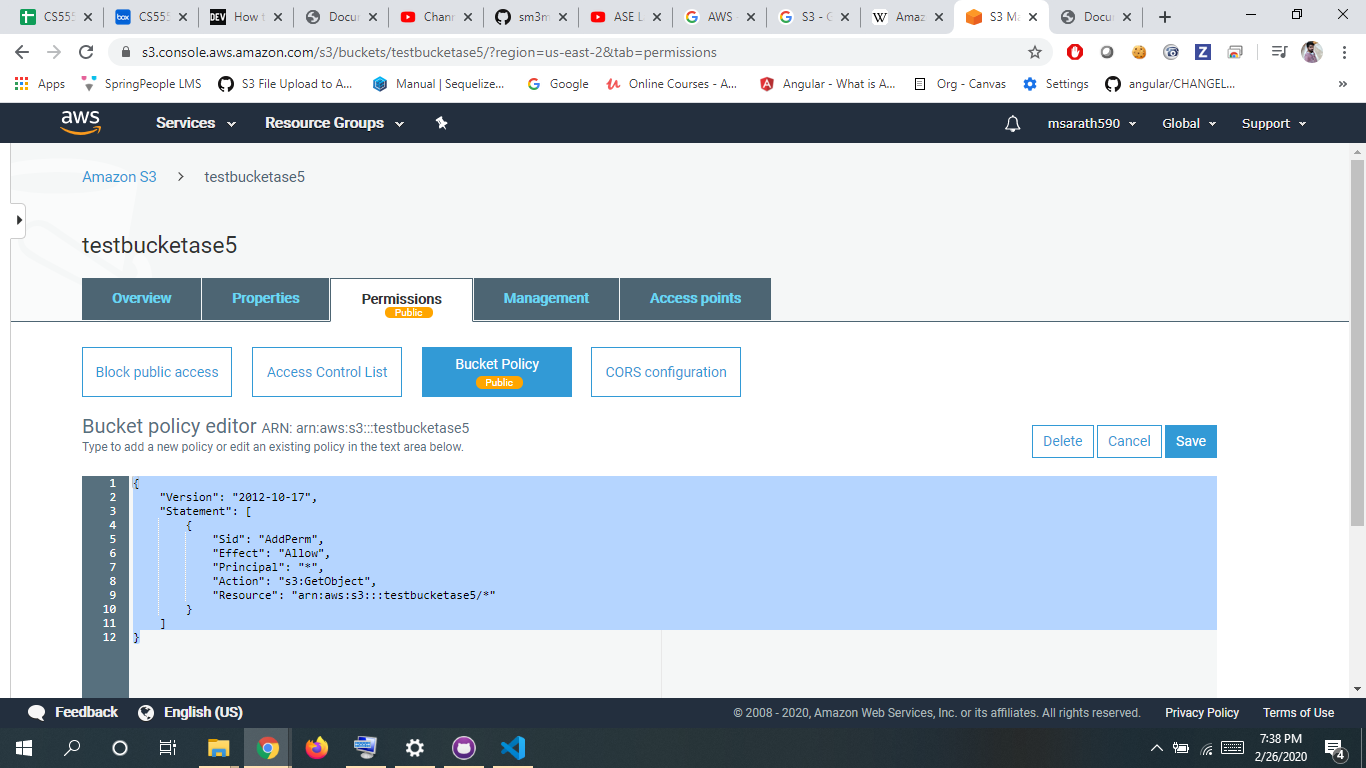 CS555
CS555
DEV
How t
Docum
Chann
sm3m
ASE L
AWS
S3 - G
W
Amaz
S3 Ma
Docum
s3.console.aws.amazon.com/s3/buckets/testbucketase5/?region=us-east-2&tab=permissions
Apps
SpringPeople LMS
S3 File Upload to A...
Manual | Sequelize...
Google
Online Courses - A...
Angular - What is A...
Org - Canvas
Settings
angular/CHANGEL...
»
aws
Services
Resource Groups
msarath590
Global
Support
Amazon S3 > testbucketase5
testbucketase5
Overview
Properties
Permissions
Public
Management
Access points
Block public access
Access Control List
Bucket Policy
Public
CORS configuration
Bucket policy editor ARN: arn:aws:s3:::testbucketase5
Type to add a new policy or edit an existing policy in the text area below.
Delete
Cancel
Save
1 {
2 "Version": "2012-10-17",
3 "Statement": [
4 {
5 "Sid": "AddPerm",
6 "Effect": "Allow",
7 "Principal": "*",
8 "Action": "s3:GetObject",
9 "Resource": "arn:aws:s3:::testbucketase5/*"
10 }
11 ]
12 }
Feedback
English (US)
© 2008 - 2020, Amazon Web Services, Inc. or its affiliates. All rights reserved.
Privacy Policy
Terms of Use
7:38 PM
2/26/2020
4